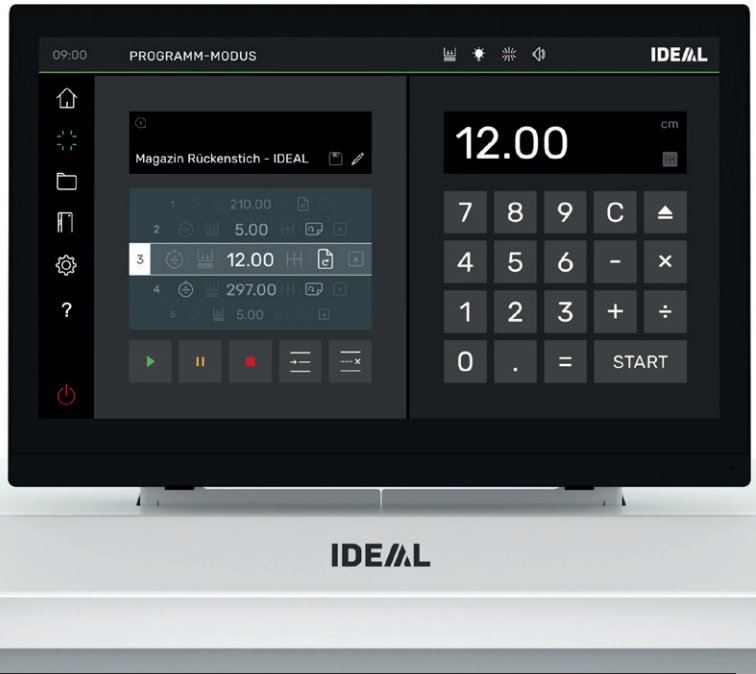 09:00 PROGRAMM-MODUS IDEAL
Magazin Rückenstich - IDEAL
1 210.00
2 5.00
3 12.00
4 297.00
5 5.00
12.00 cm
7 8 9 C
4 5 6 - ×
1 2 3 + ÷
0 . = START
?
IDEAL